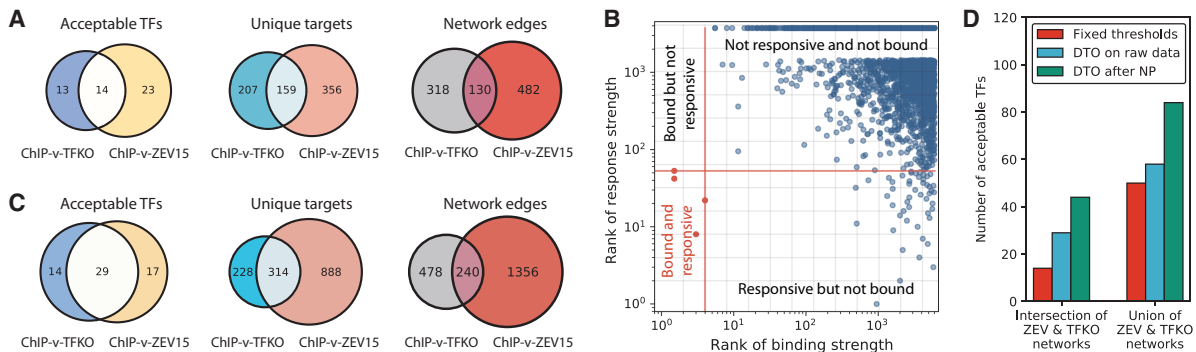 A
Acceptable TFs
Unique targets
Network edges
13
14
23
207
159
356
318
130
482
ChIP-v-TFKO
ChIP-v-ZEV15
ChIP-v-TFKO
ChIP-v-ZEV15
ChIP-v-TFKO
ChIP-v-ZEV15
C
Acceptable TFs
Unique targets
Network edges
14
29
17
228
314
888
478
240
1356
ChIP-v-TFKO
ChIP-v-ZEV15
ChIP-v-TFKO
ChIP-v-ZEV15
ChIP-v-TFKO
ChIP-v-ZEV15
B
Rank of response strength
10³
10²
10¹
10⁰
Bound but not
responsive
Not responsive and not bound
Bound and
responsive
Responsive but not bound
10⁰
10¹
10²
10³
Rank of binding strength
D
Number of acceptable TFs
120
100
80
60
40
20
0
Fixed thresholds
DTO on raw data
DTO after NP
Intersection of
ZEV & TFKO
networks
Union of
ZEV & TFKO
networks